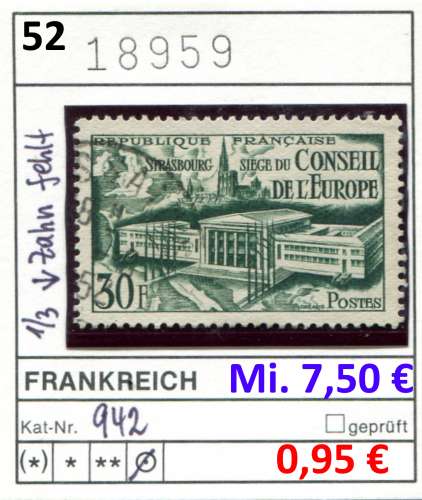 52
18959
1/3 ↓ Zahn fehlt
REPUBLIQUE FRANÇAISE
STRASBOURG SIEGE DU CONSEIL
DE L'EUROPE
30F
POSTES
FRANKREICH Mi. 7,50 €
Kat-Nr. 942 geprüft
(*) * ** 0,95 €